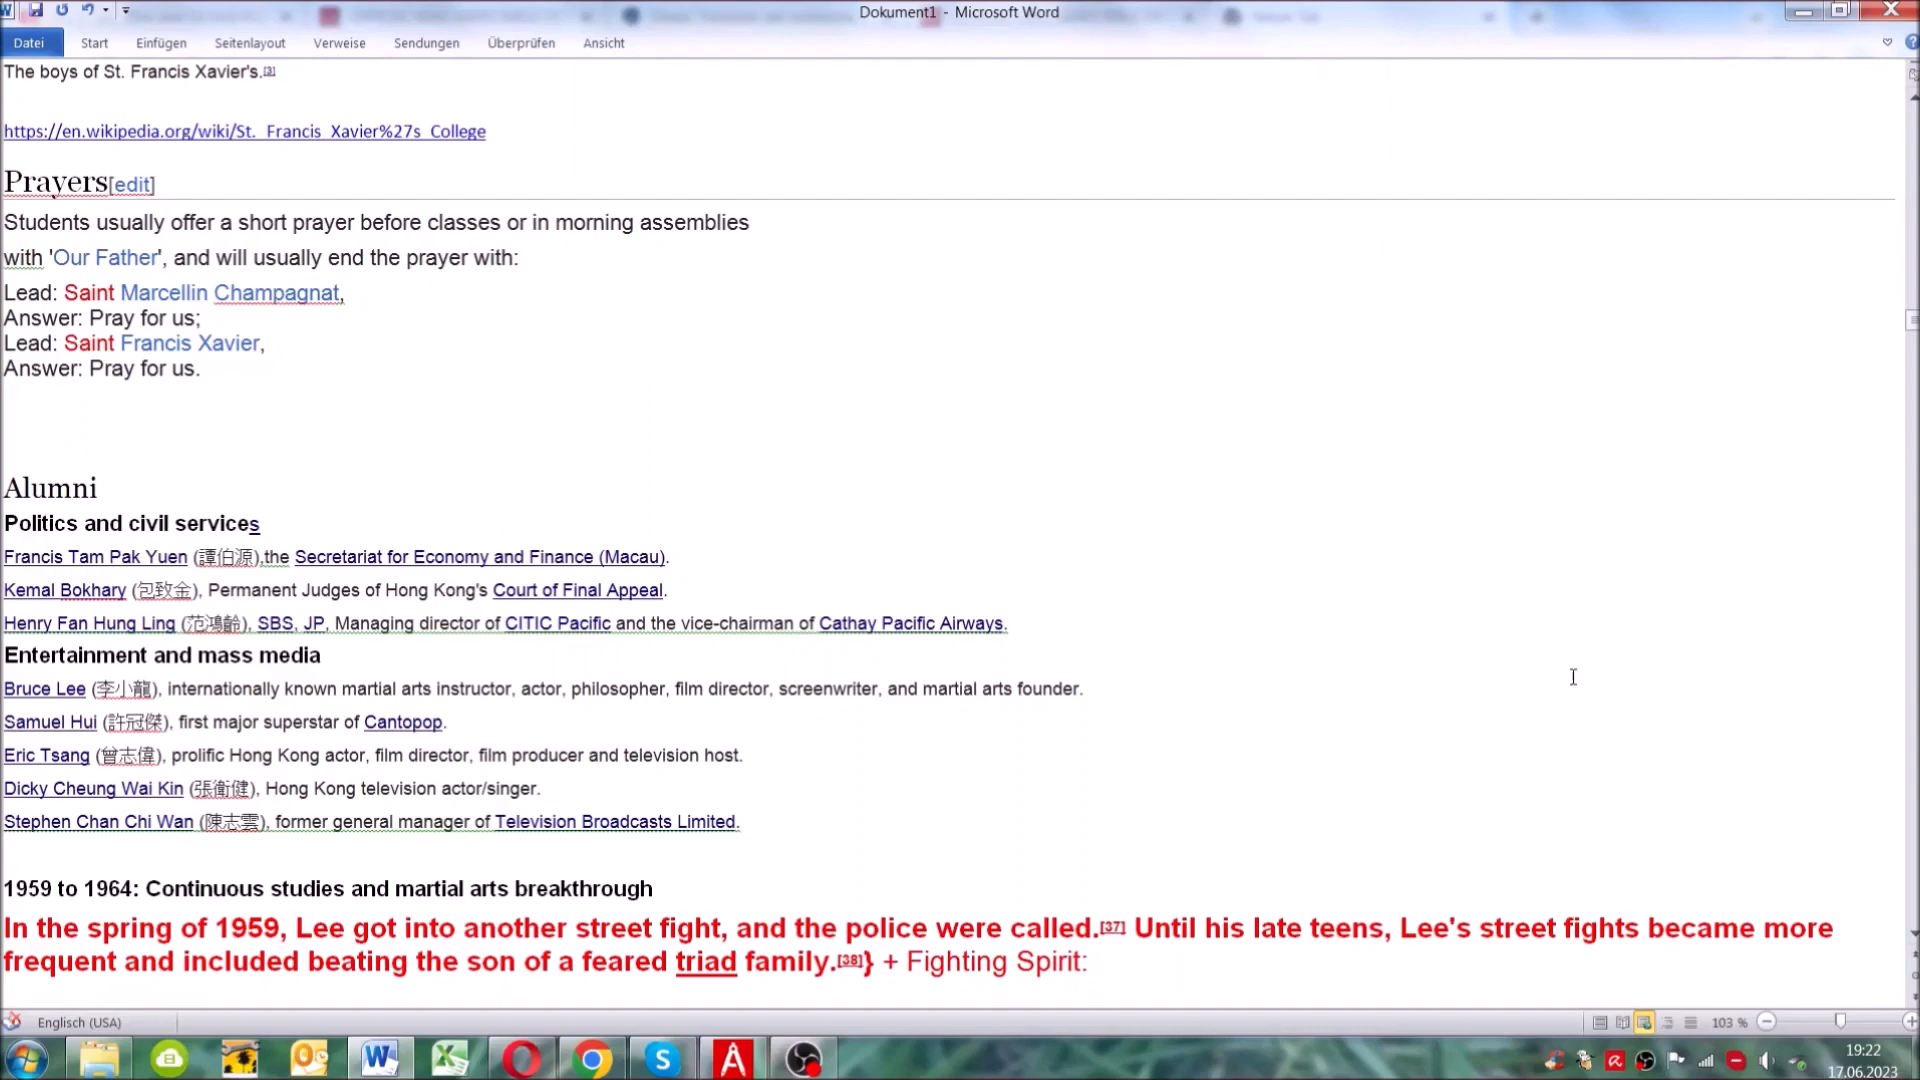 Dokument1 - Microsoft Word
Datei Start Einfügen Seitenlayout Verweise Sendungen Überprüfen Ansicht
The boys of St. Francis Xavier's.[3]
https://en.wikipedia.org/wiki/St._Francis_Xavier%27s_College
Prayers[edit]
Students usually offer a short prayer before classes or in morning assemblies
with 'Our Father', and will usually end the prayer with:
Lead: Saint Marcellin Champagnat,
Answer: Pray for us;
Lead: Saint Francis Xavier,
Answer: Pray for us.
Alumni
Politics and civil services
Francis Tam Pak Yuen (譚伯源),the Secretariat for Economy and Finance (Macau).
Kemal Bokhary (包致金), Permanent Judges of Hong Kong's Court of Final Appeal.
Henry Fan Hung Ling (范鴻齡), SBS, JP, Managing director of CITIC Pacific and the vice-chairman of Cathay Pacific Airways.
Entertainment and mass media
Bruce Lee (李小龍), internationally known martial arts instructor, actor, philosopher, film director, screenwriter, and martial arts founder.
Samuel Hui (許冠傑), first major superstar of Cantopop.
Eric Tsang (曾志偉), prolific Hong Kong actor, film director, film producer and television host.
Dicky Cheung Wai Kin (張衛健), Hong Kong television actor/singer.
Stephen Chan Chi Wan (陳志雲), former general manager of Television Broadcasts Limited.
1959 to 1964: Continuous studies and martial arts breakthrough
In the spring of 1959, Lee got into another street fight, and the police were called.[37] Until his late teens, Lee's street fights became more
frequent and included beating the son of a feared triad family.[38]} + Fighting Spirit:
Englisch (USA)
103 %
19:22
17.06.2023